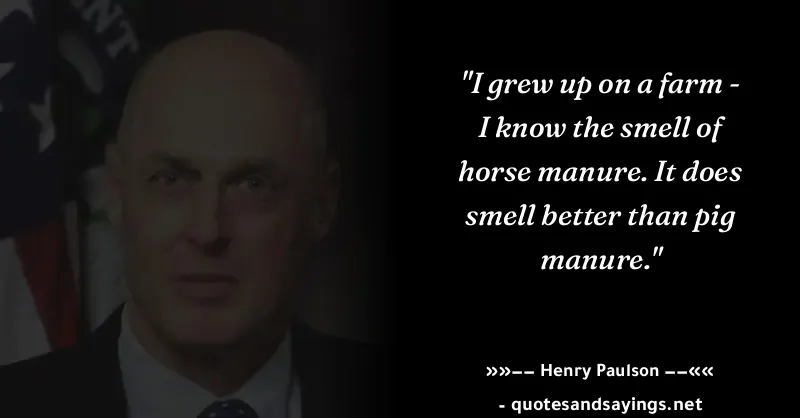 ENT
"I grew up on a farm -
I know the smell of
horse manure. It does
smell better than pig
manure."
»»–– Henry Paulson ––««
- quotesandsayings.net